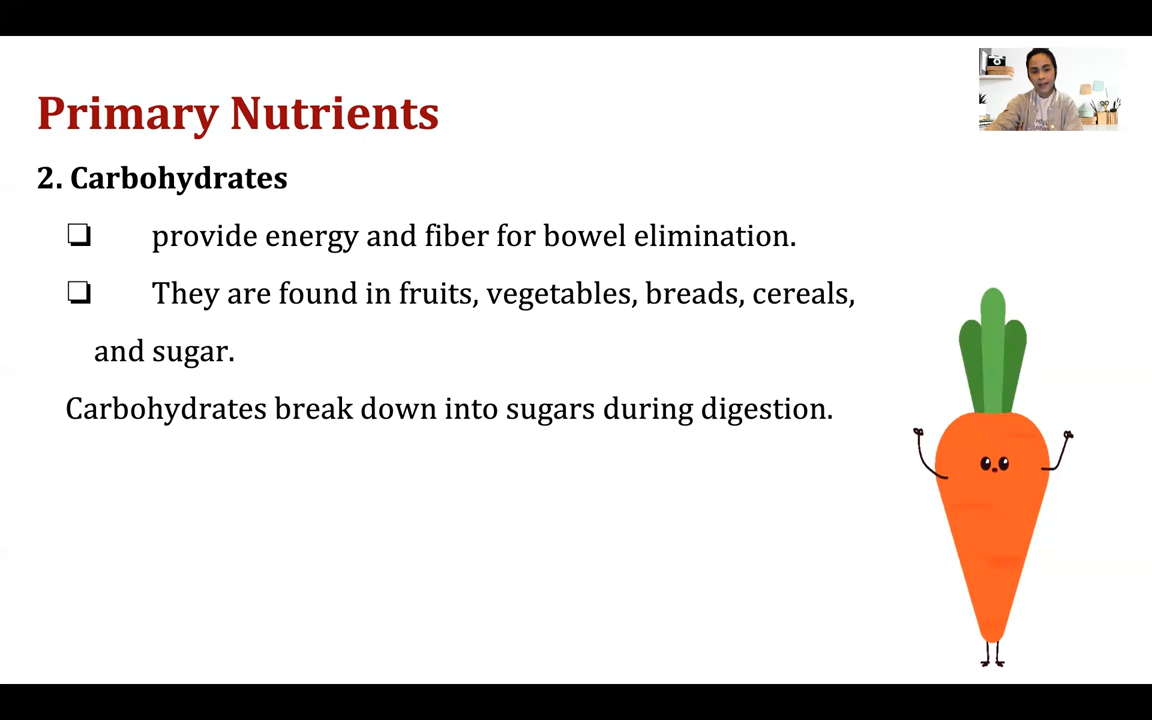 Primary Nutrients
2. Carbohydrates
❏ provide energy and fiber for bowel elimination.
❏ They are found in fruits, vegetables, breads, cereals,
and sugar.
Carbohydrates break down into sugars during digestion.